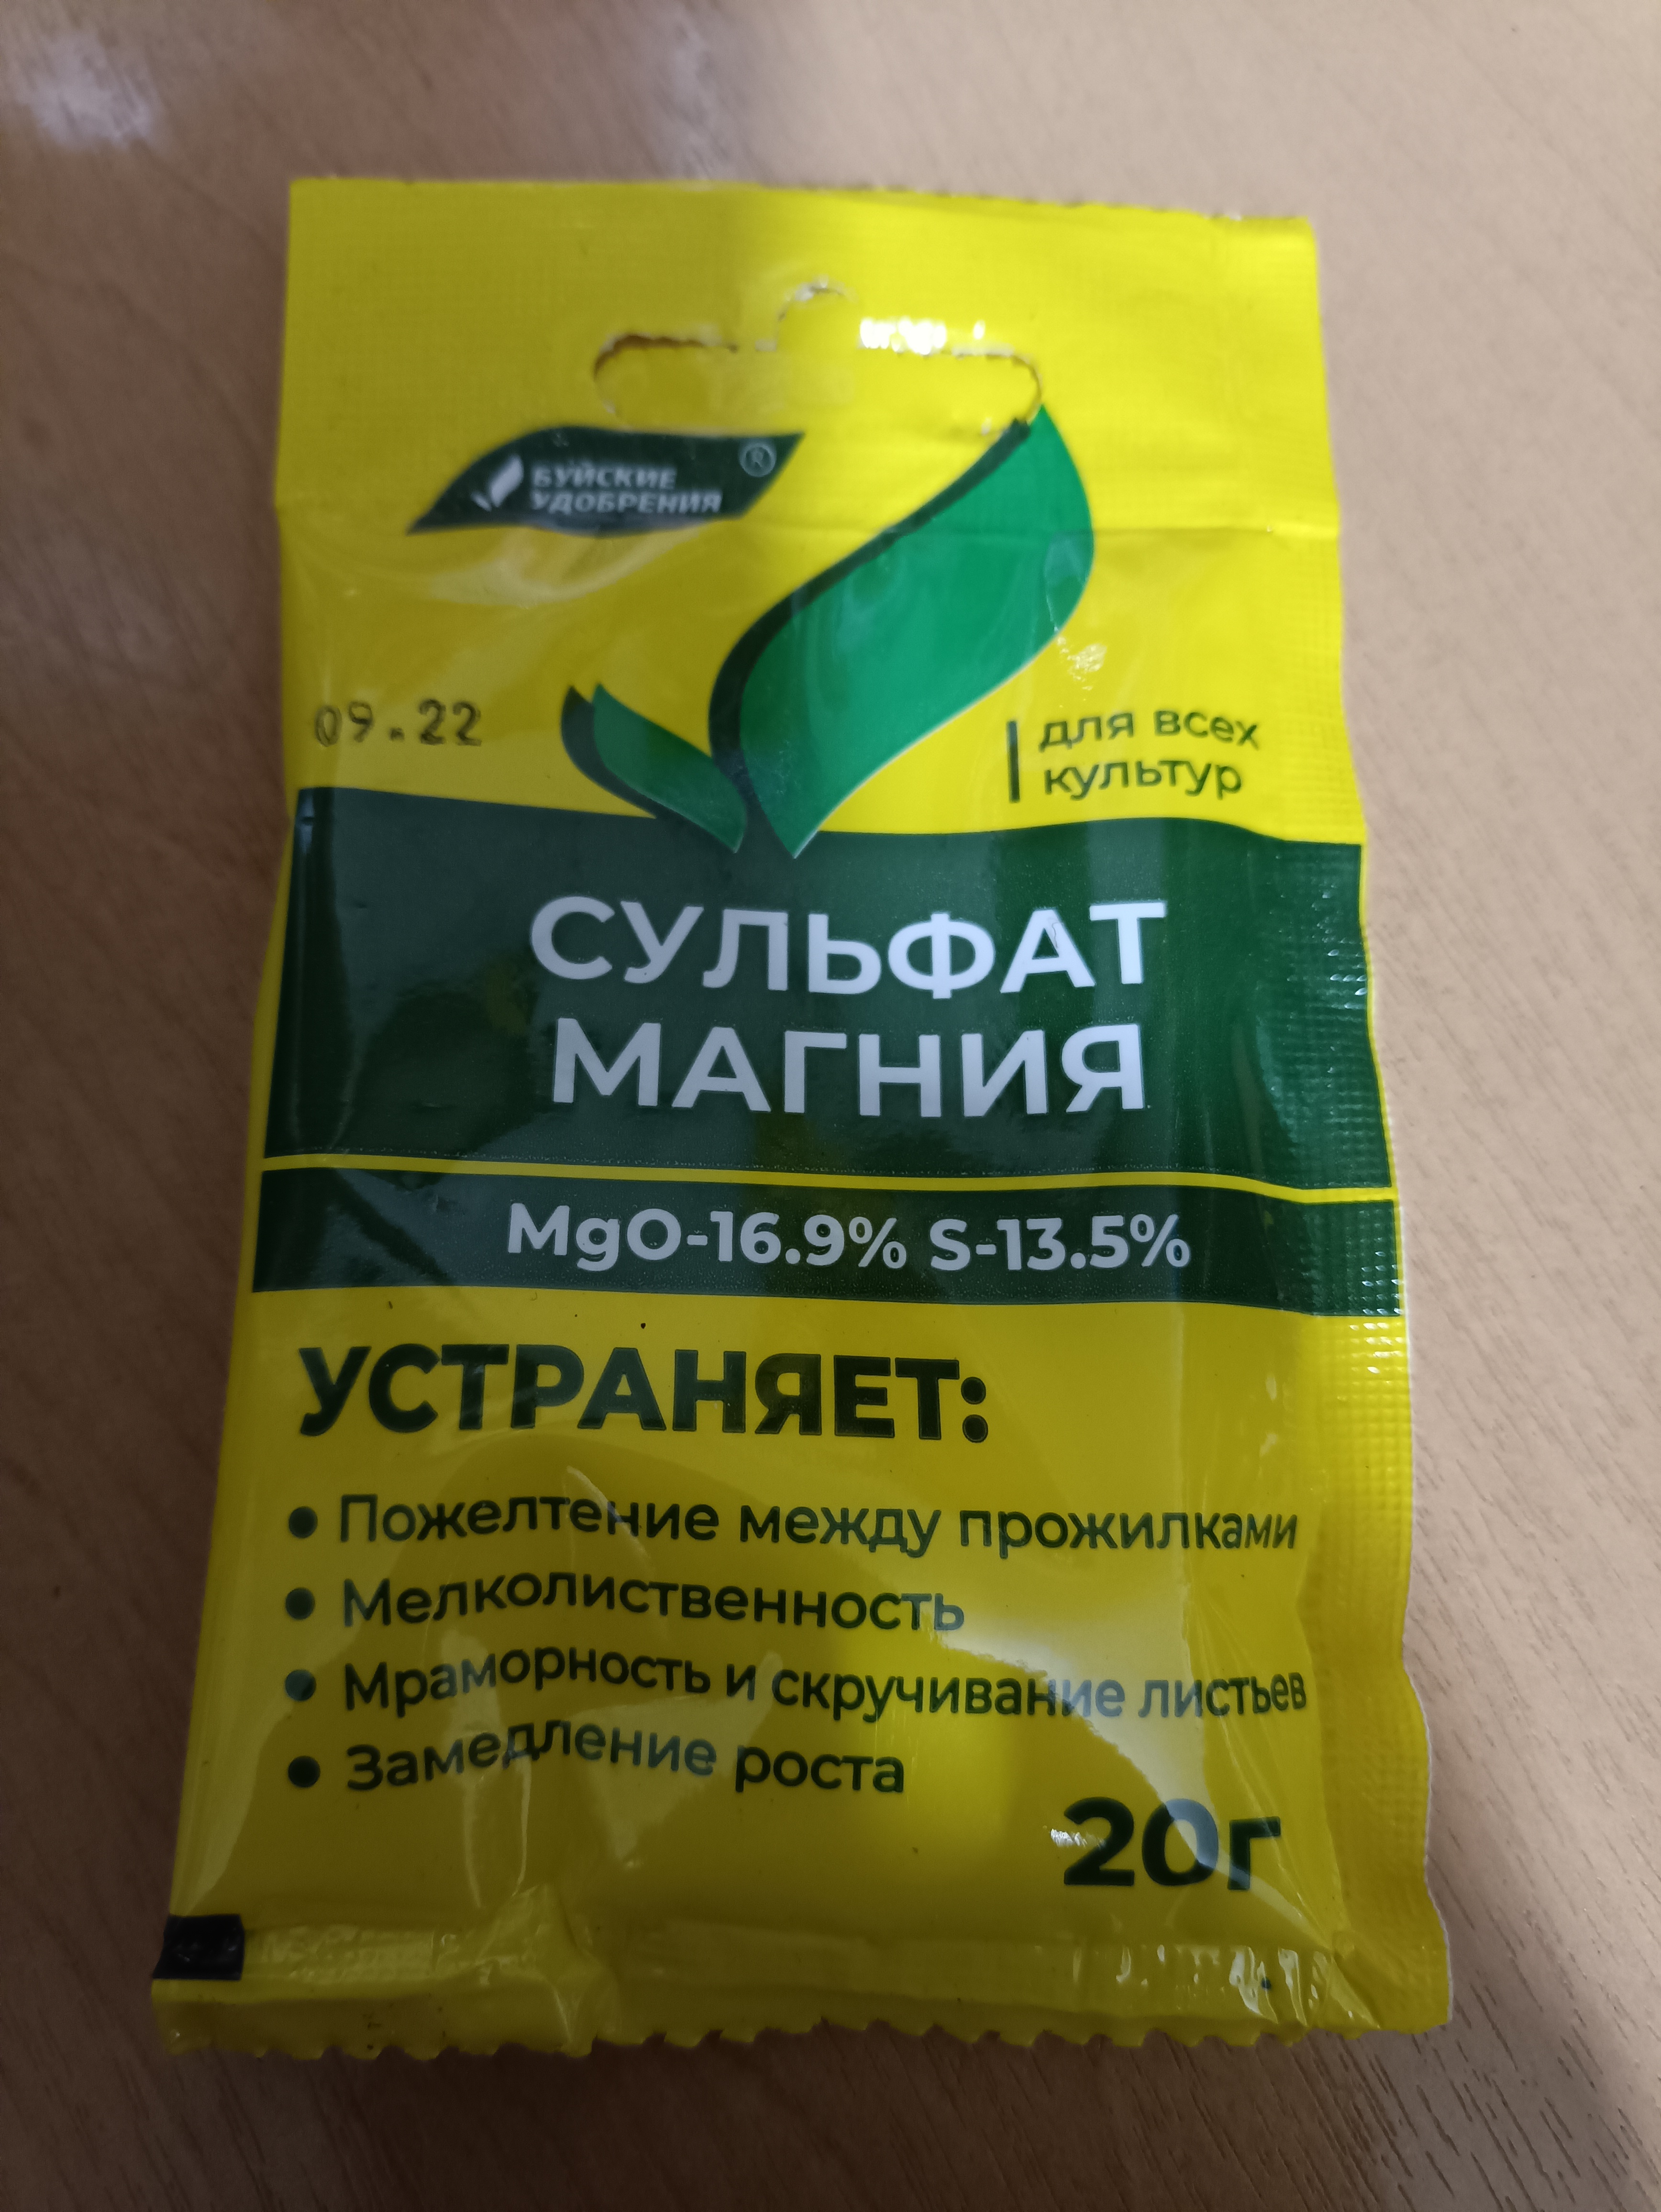 БУЙСКИЕ
УДОБРЕНИЯ
®
09.22
для всех
культур
СУЛЬФАТ
МАГНИЯ
MgO-16.9% S-13.5%
УСТРАНЯЕТ:
• Пожелтение между прожилками
• Мелколиственность
• Мраморность и скручивание листьев
• Замедление роста
20г